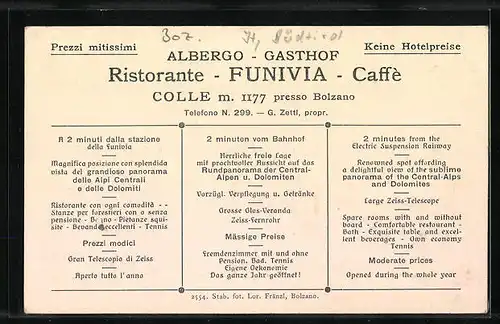 Boz.
It, Südtirol
Prezzi mitissimi
Keine Hotelpreise
ALBERGO - GASTHOF
Ristorante - FUNIVIA - Caffè
COLLE m. 1177 presso Bolzano
Telefono N. 299. — G. Zettl, propr.
A 2 minuti dalla stazione
della funivia
Magnifica posizione con splendida
vista del grandioso panorama
delle Alpi Centrali
e delle Dolomiti
Ristorante con ogni comodità - -
Stanze per forestieri con o senza
pensione - Bagno - Pietanze squi-
site - Bevande eccellenti - Tennis
Prezzi modici
Gran Telescopio di Zeiss
Aperto tutto l'anno
2 minuten vom Bahnhof
Herrliche freie Lage
mit prachtvoller Aussicht auf das
Rundpanorama der Central-
Alpen u. Dolomiten
Vorzügl. Verpflegung u. Getränke
Grosse Glas-Veranda
Zeiss-Fernrohr
Mässige Preise
Fremdenzimmer mit und ohne
Pension. Bad. Tennis
Eigene Oekonomie
Das ganze Jahr geöffnet!
2 minutes from the
Electric Suspension Railway
Renowned spot affording
a delightful view of the sublime
panorama of the Central-Alps
and Dolomites
Large Zeiss-Telescope
Spare rooms with and without
board - Comfortable restaurant -
Bath - Exquisite table and excel-
lent beverages - Own economy
Tennis
Moderate prices
Opened during the whole year
2554. Stab. fot. Lor. Fränzl, Bolzano.